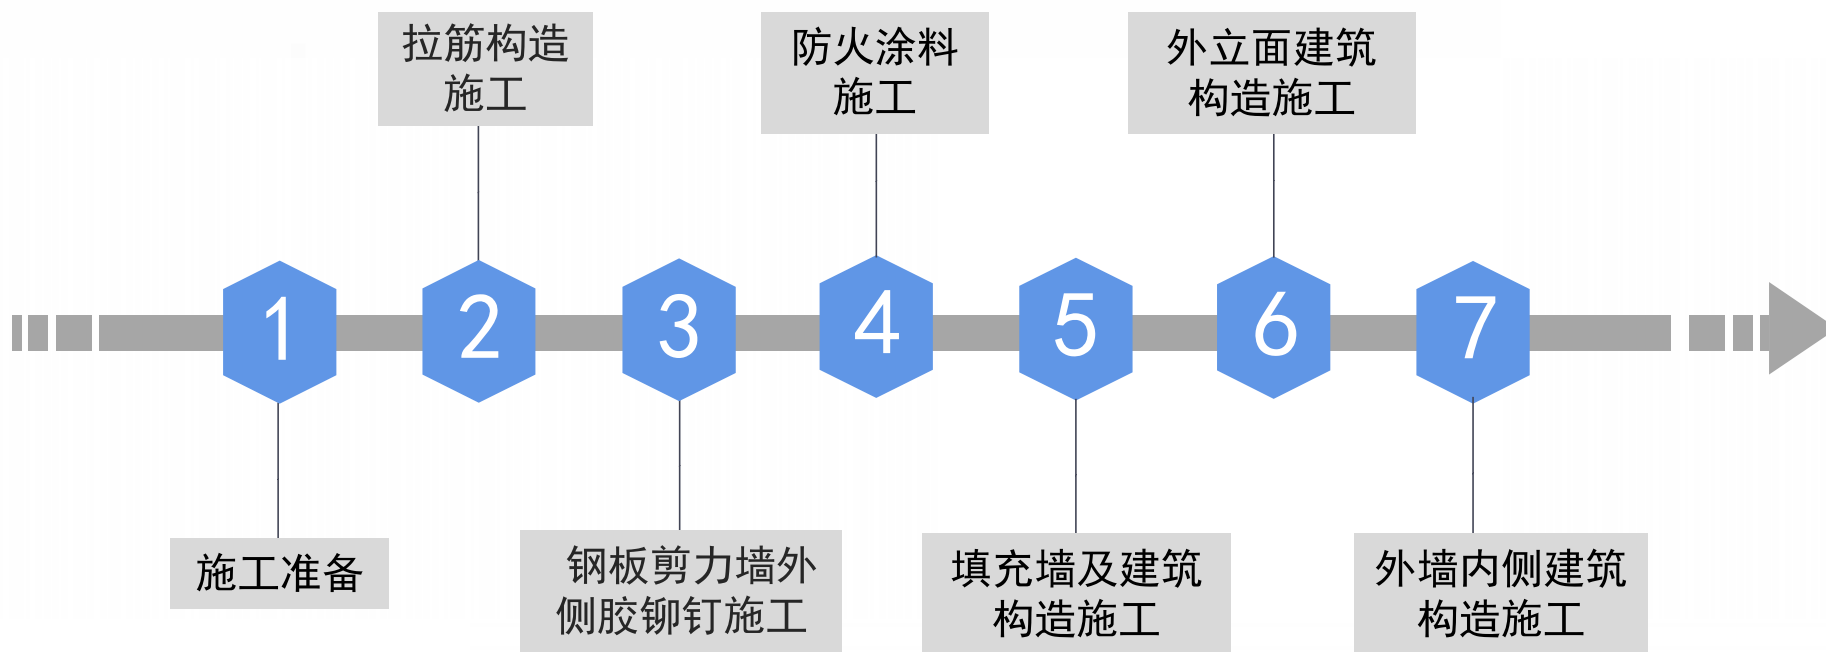 拉筋构造
施工
防火涂料
施工
外立面建筑
构造施工
1
2
3
4
5
6
7
施工准备
钢板剪力墙外
侧胶铆钉施工
填充墙及建筑
构造施工
外墙内侧建筑
构造施工